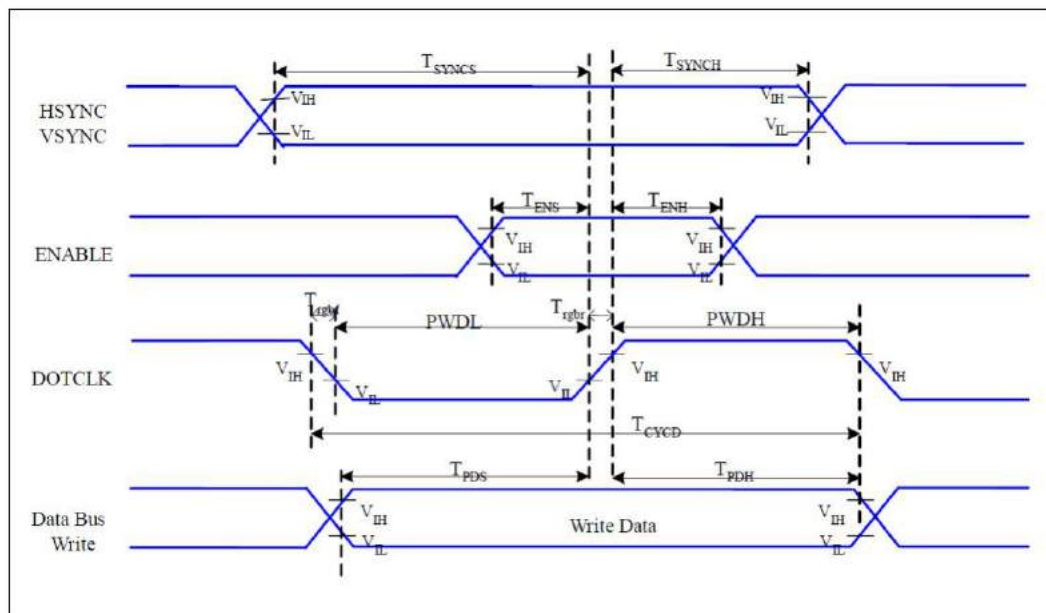 TSYNCS TSYNCH
HSYNC
VSYNC
VIH VIH
VIL VIL
TENS TENH
ENABLE
VIH VIH
VIL VIL
Trgbr
PWDL PWDH
DOTCLK
VIH VIL VIL VIH VIH
TCYCD
TPDS TPDH
Data Bus
Write
VIH Write Data VIH
VIL VIL